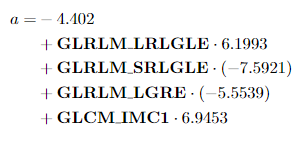 a = − 4.402
+ GLRLM_LRLGLE · 6.1993
+ GLRLM_SRLGLE · (−7.5921)
+ GLRLM_LGRE · (−5.5539)
+ GLCM_IMC1 · 6.9453